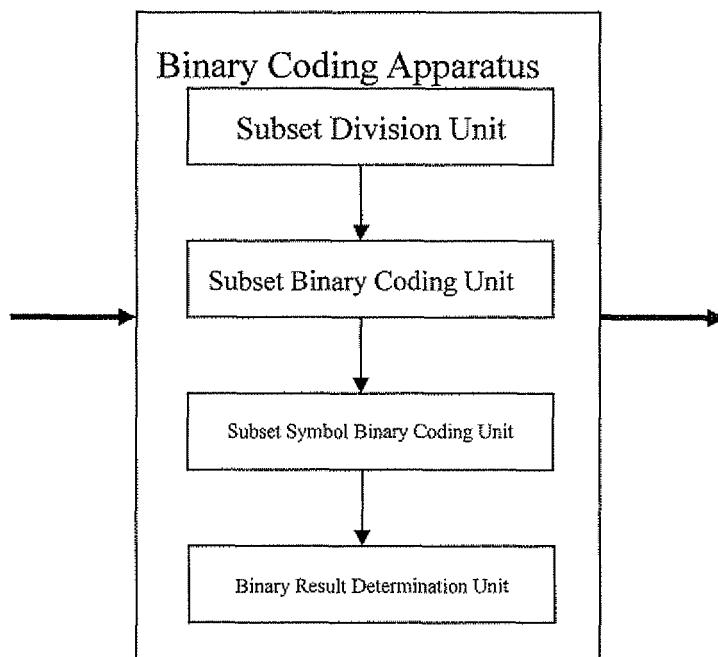 Binary Coding Apparatus
Subset Division Unit
Subset Binary Coding Unit
Subset Symbol Binary Coding Unit
Binary Result Determination Unit